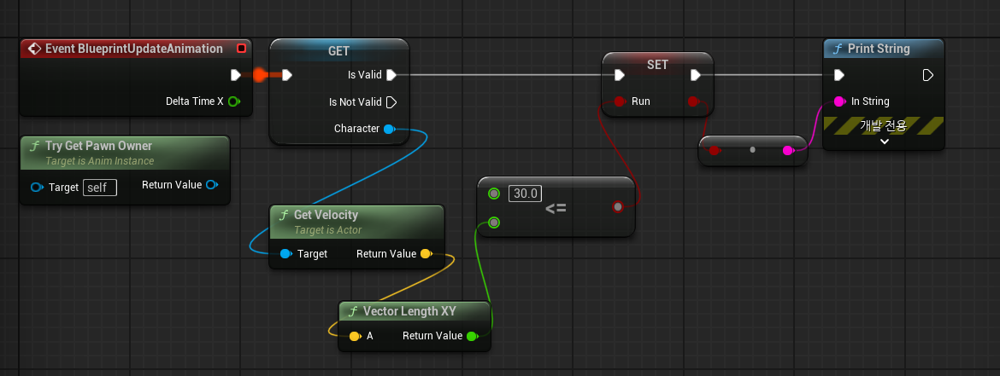 Event BlueprintUpdateAnimation
Delta Time X
GET
Is Valid
Is Not Valid
Character
SET
Run
Print String
In String
개발 전용
Try Get Pawn Owner
Target is Anim Instance
Target self
Return Value
30.0
<=
Get Velocity
Target is Actor
Target
Return Value
Vector Length XY
A
Return Value